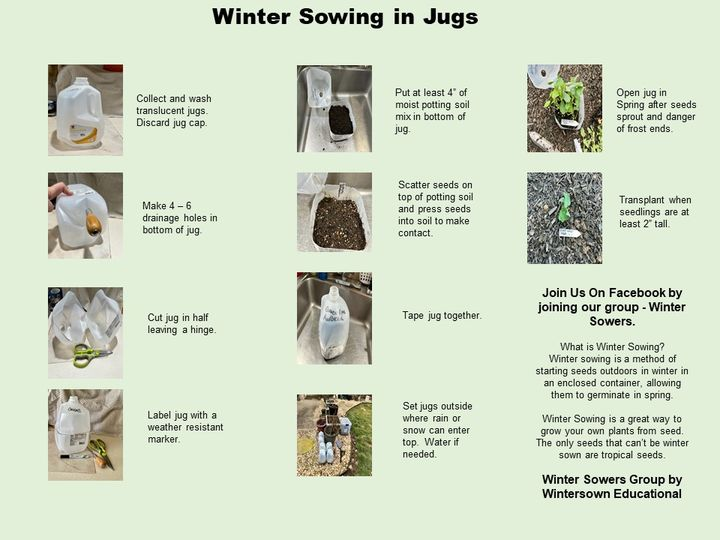 Winter Sowing in Jugs
Collect and wash
translucent jugs.
Discard jug cap.
Make 4 – 6
drainage holes in
bottom of jug.
Cut jug in half
leaving a hinge.
Label jug with a
weather resistant
marker.
Put at least 4” of
moist potting soil
mix in bottom of
jug.
Scatter seeds on
top of potting soil
and press seeds
into soil to make
contact.
Tape jug together.
Set jugs outside
where rain or
snow can enter
top. Water if
needed.
Open jug in
Spring after seeds
sprout and danger
of frost ends.
Transplant when
seedlings are at
least 2” tall.
Join Us On Facebook by
joining our group - Winter
Sowers.
What is Winter Sowing?
Winter sowing is a method of
starting seeds outdoors in winter in
an enclosed container, allowing
them to germinate in spring.
Winter Sowing is a great way to
grow your own plants from seed.
The only seeds that can’t be winter
sown are tropical seeds.
Winter Sowers Group by
Wintersown Educational